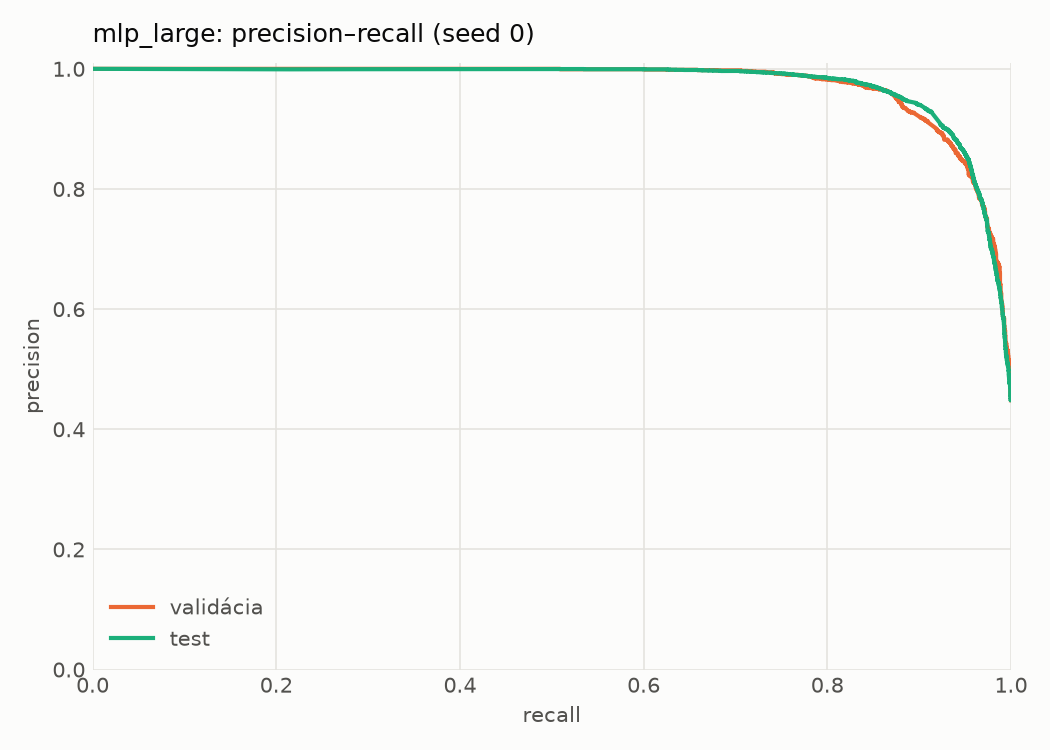 mlp_large: precision–recall (seed 0)
1.0
0.8
0.6
0.4
0.2
0.0
precision
validácia
test
0.0 0.2 0.4 0.6 0.8 1.0
recall